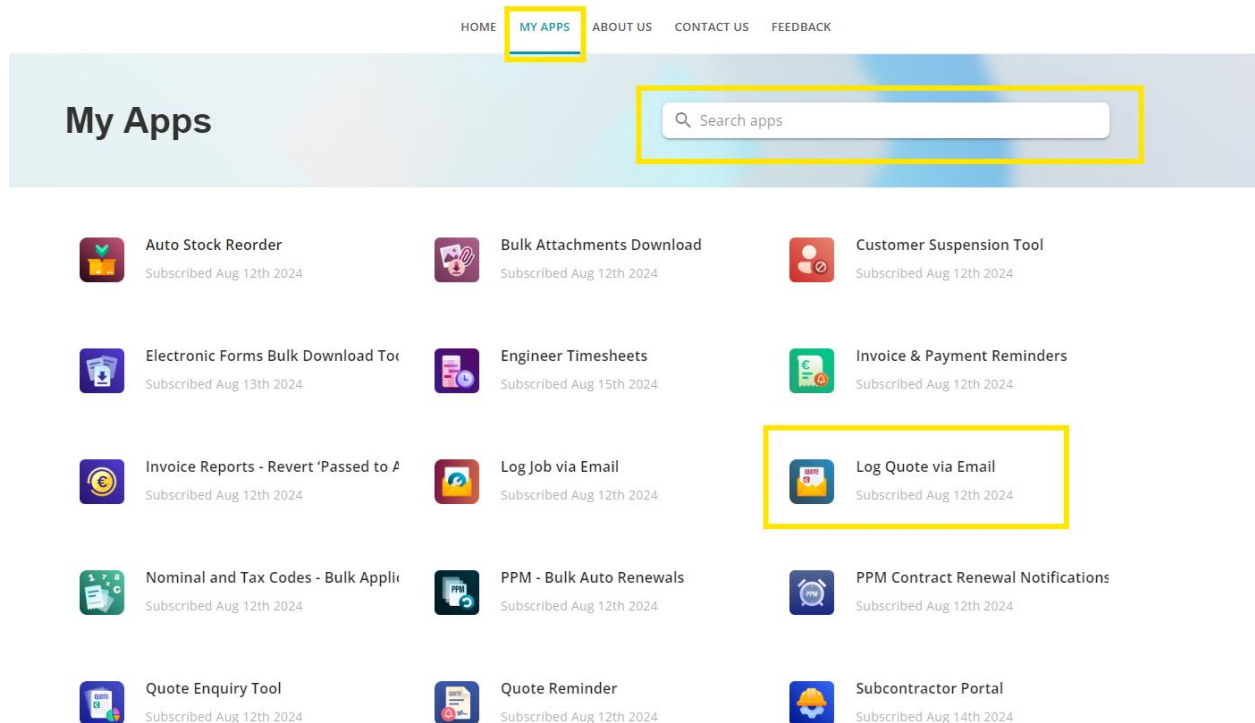 HOME MY APPS ABOUT US CONTACT US FEEDBACK
My Apps
Search apps
Auto Stock Reorder
Subscribed Aug 12th 2024
Bulk Attachments Download
Subscribed Aug 12th 2024
Customer Suspension Tool
Subscribed Aug 12th 2024
Electronic Forms Bulk Download Too
Subscribed Aug 13th 2024
Engineer Timesheets
Subscribed Aug 15th 2024
Invoice & Payment Reminders
Subscribed Aug 12th 2024
Invoice Reports - Revert ‘Passed to A
Subscribed Aug 12th 2024
Log Job via Email
Subscribed Aug 12th 2024
QUOTE
Log Quote via Email
Subscribed Aug 12th 2024
Nominal and Tax Codes - Bulk Applic
Subscribed Aug 12th 2024
PPM
PPM - Bulk Auto Renewals
Subscribed Aug 12th 2024
PPM
PPM Contract Renewal Notifications
Subscribed Aug 12th 2024
QUOTE
Quote Enquiry Tool
Subscribed Aug 12th 2024
QUOTE
Quote Reminder
Subscribed Aug 12th 2024
Subcontractor Portal
Subscribed Aug 14th 2024